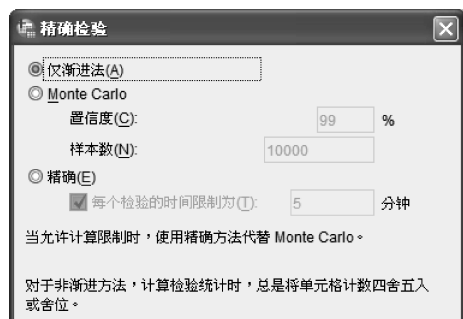 精确检验
仅渐进法(A)
Monte Carlo
置信度(C): 99 %
样本数(N): 10000
精确(E)
每个检验的时间限制为(T): 5 分钟
当允许计算限制时，使用精确方法代替 Monte Carlo。
对于非渐进方法，计算检验统计时，总是将单元格计数四舍五入
或舍位。